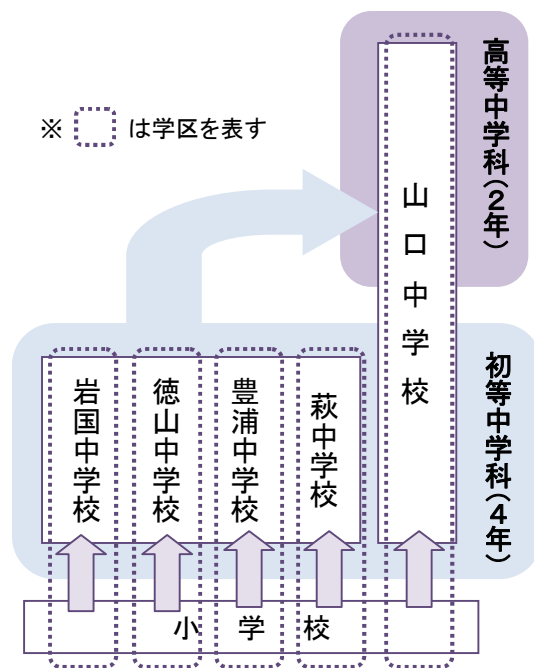 高等中学科(2年)
※ は学区を表す
山口中学校
初等中学科(4年)
岩国中学校
徳山中学校
豊浦中学校
萩中学校
小学校